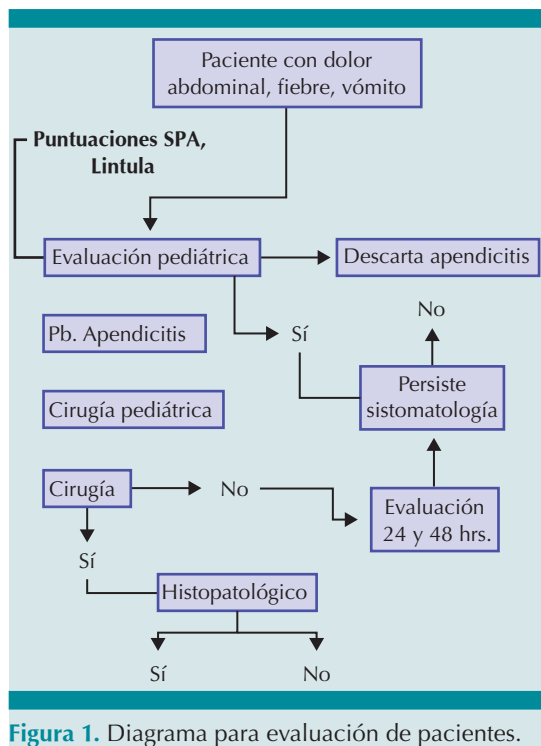 Paciente con dolor
abdominal, fiebre, vómito
Puntuaciones SPA,
Lintula
Evaluación pediátrica
Descarta apendicitis
Pb. Apendicitis
Sí
No
Cirugía pediátrica
Persiste
sistomatología
Cirugía
No
Evaluación
24 y 48 hrs.
Sí
Histopatológico
Sí
No
Figura 1. Diagrama para evaluación de pacientes.